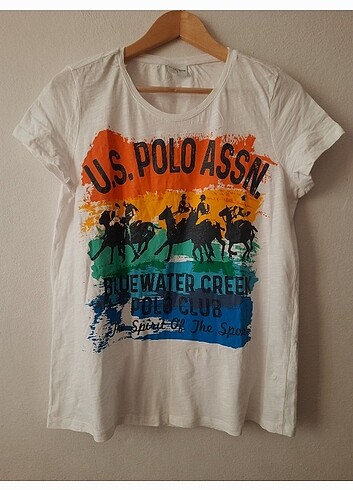 U.S. POLO ASSN.
BLUEWATER CREEK
POLO CLUB
The Spirit Of The Sport